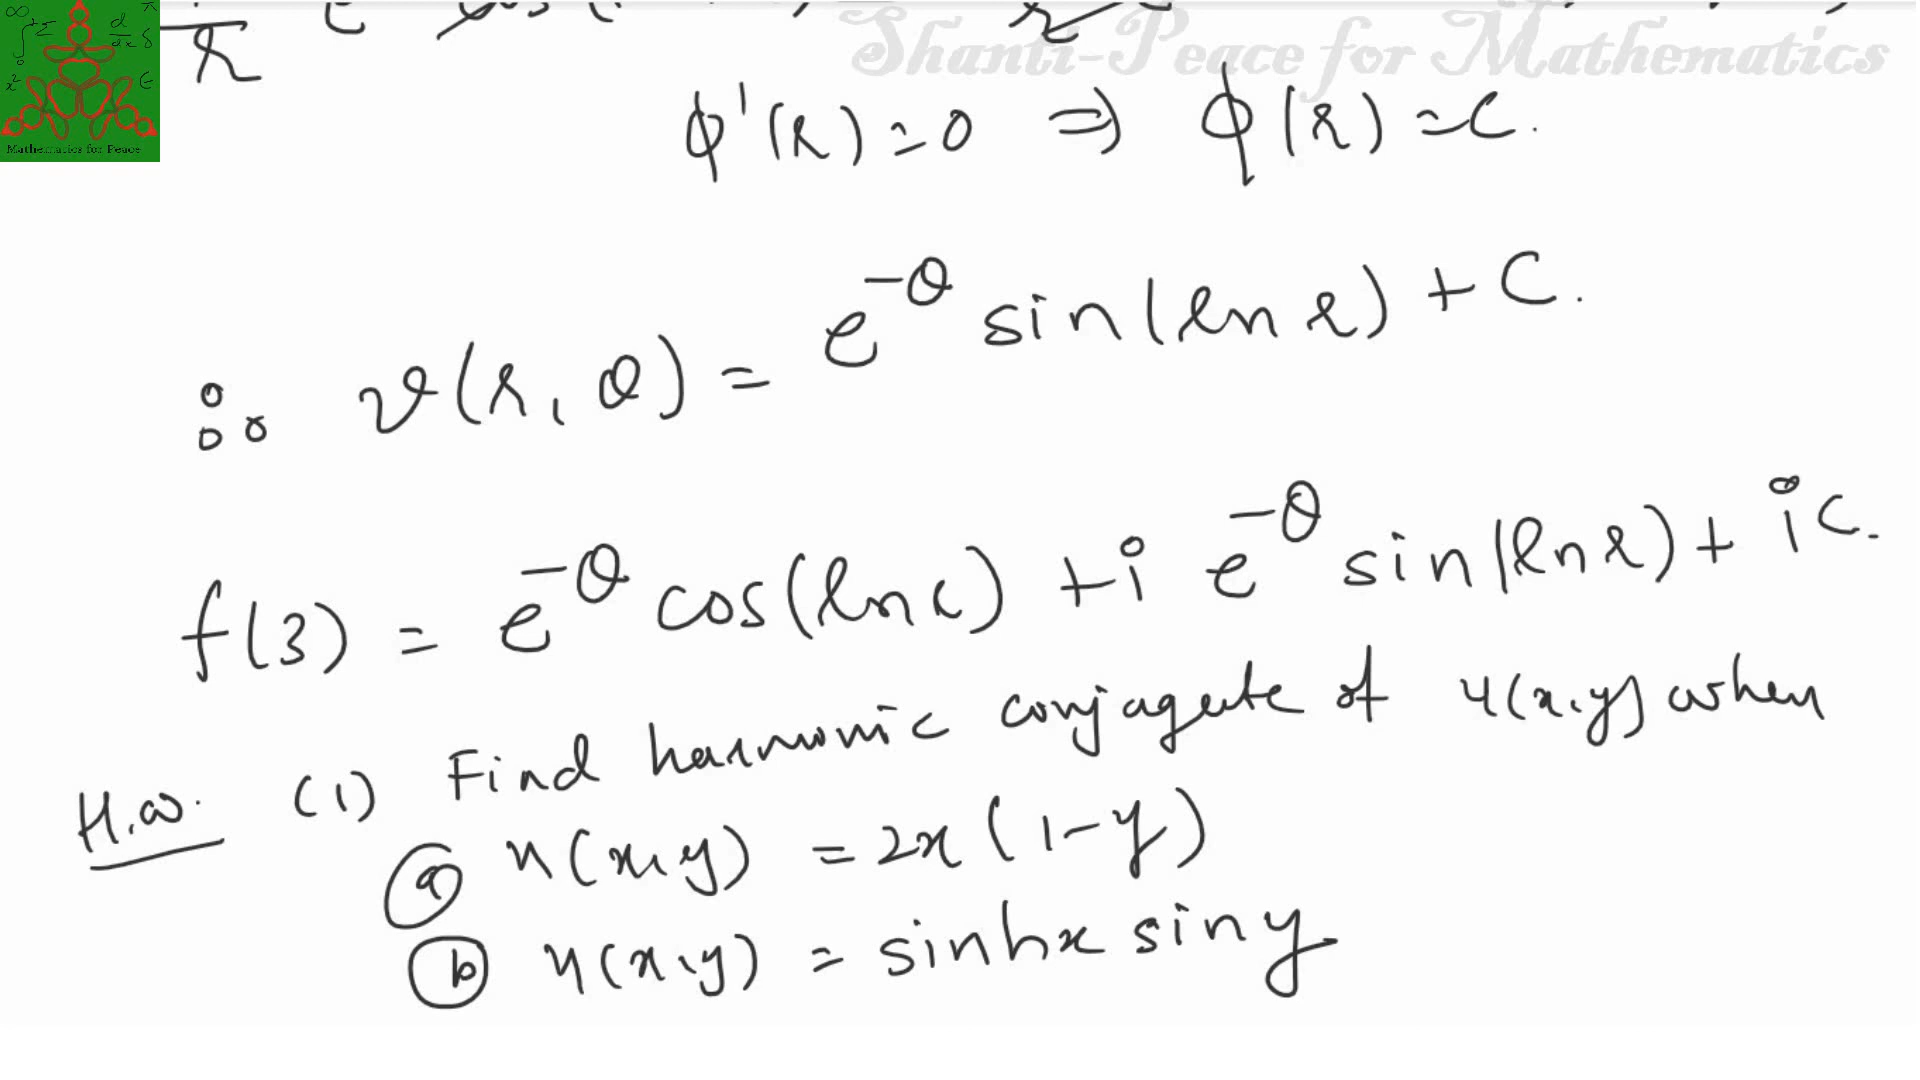 Shanti-Peace for Mathematics
Mathematics for Peace
φ'(r) = 0 ⇒ φ(r) = c.
∴ v(r, θ) = e^{-θ} sin(ln r) + c.
f(z) = e^{-θ} cos(ln r) + i e^{-θ} sin(ln r) + ic.
H.W. (1) Find harmonic conjagate of u(x,y) when
(a) u(x,y) = 2x(1-y)
(b) u(x,y) = sinhx siny